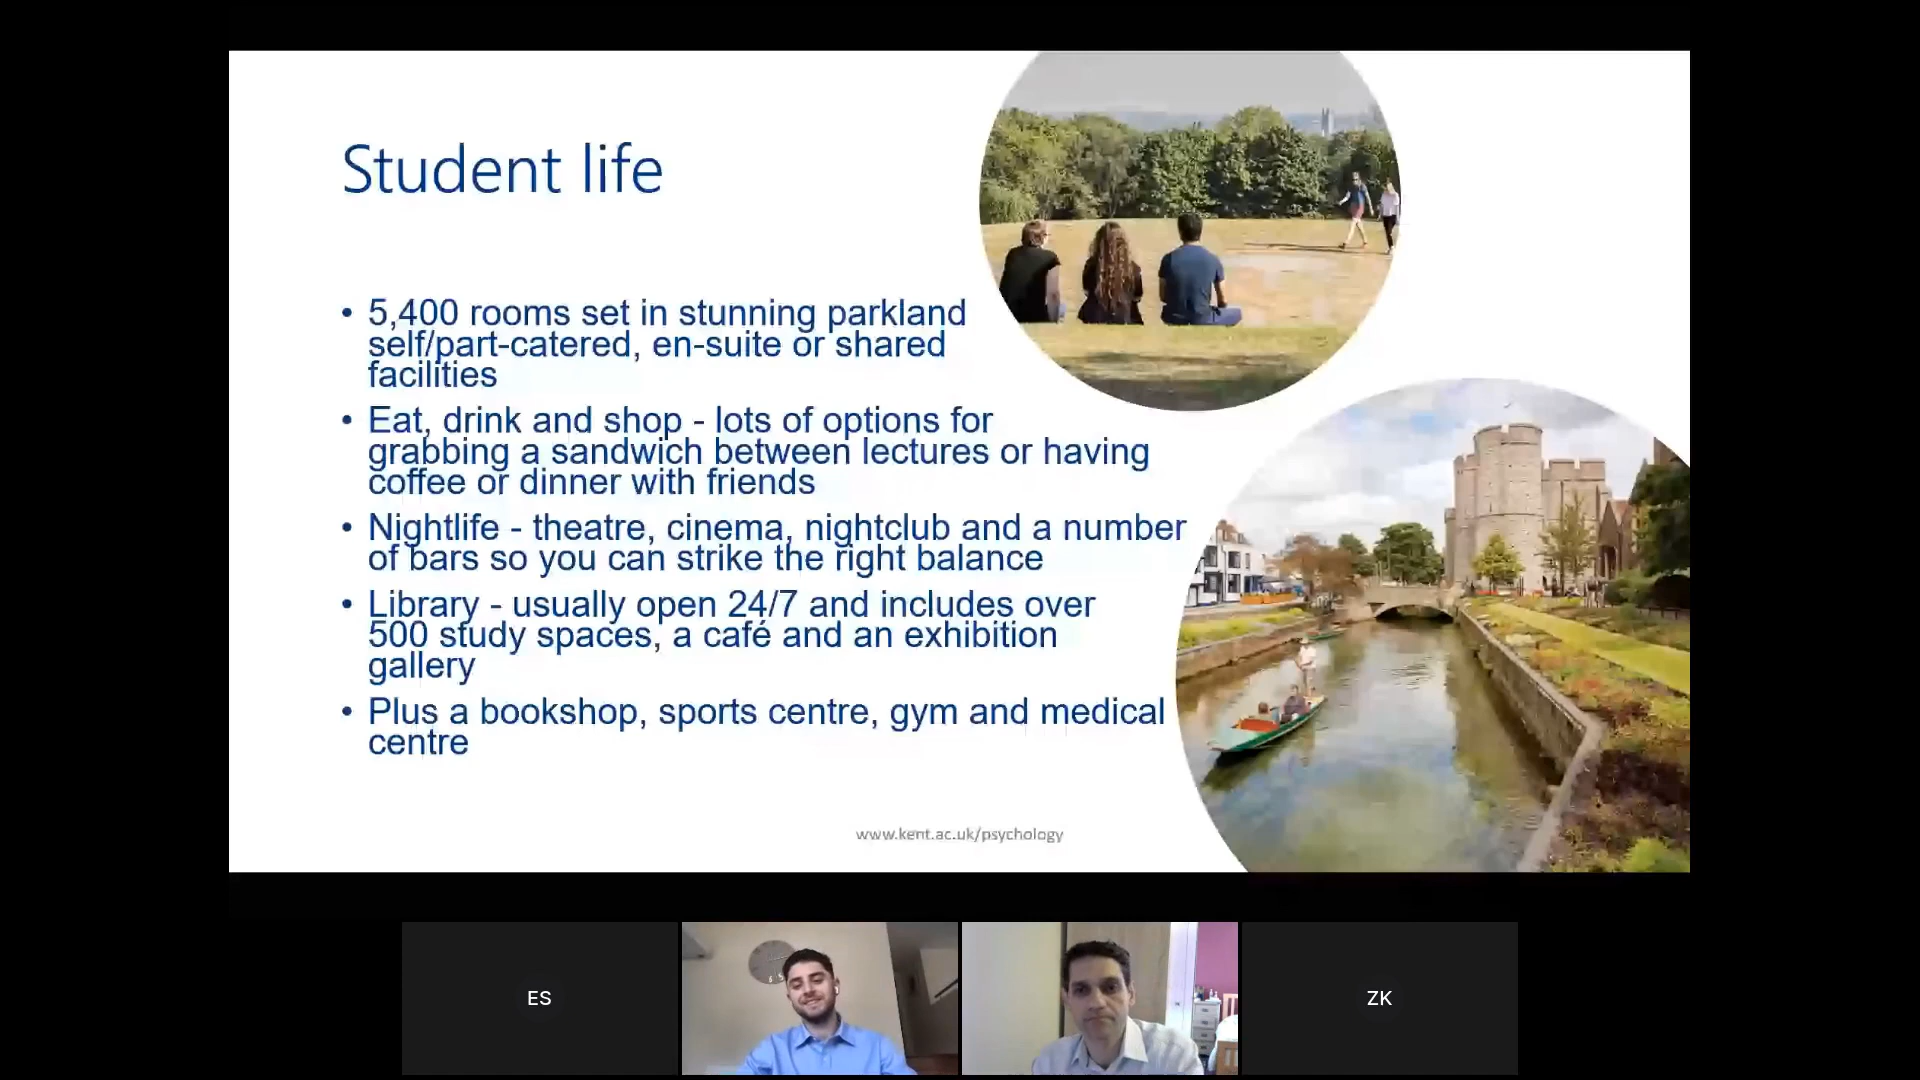 Student life
• 5,400 rooms set in stunning parkland
self/part-catered, en-suite or shared
facilities
• Eat, drink and shop - lots of options for
grabbing a sandwich between lectures or having
coffee or dinner with friends
• Nightlife - theatre, cinema, nightclub and a number
of bars so you can strike the right balance
• Library - usually open 24/7 and includes over
500 study spaces, a café and an exhibition
gallery
• Plus a bookshop, sports centre, gym and medical
centre
www.kent.ac.uk/psychology
ES
ZK